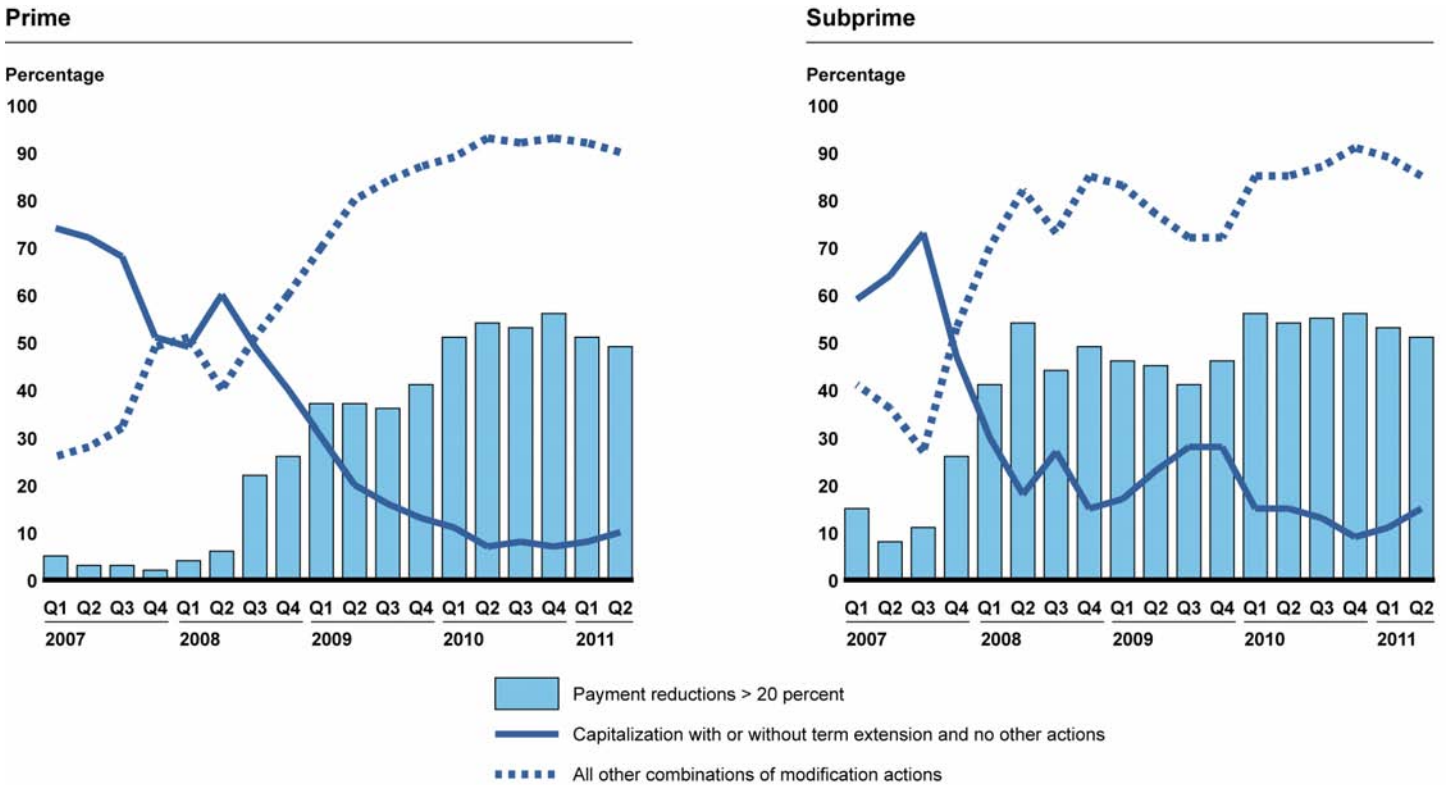 Prime
Percentage
100
90
80
70
60
50
40
30
20
10
0
Q1 Q2 Q3 Q4 Q1 Q2 Q3 Q4 Q1 Q2 Q3 Q4 Q1 Q2 Q3 Q4 Q1 Q2
2007 2008 2009 2010 2011
Subprime
Percentage
100
90
80
70
60
50
40
30
20
10
0
Q1 Q2 Q3 Q4 Q1 Q2 Q3 Q4 Q1 Q2 Q3 Q4 Q1 Q2 Q3 Q4 Q1 Q2
2007 2008 2009 2010 2011
Payment reductions > 20 percent
Capitalization with or without term extension and no other actions
All other combinations of modification actions